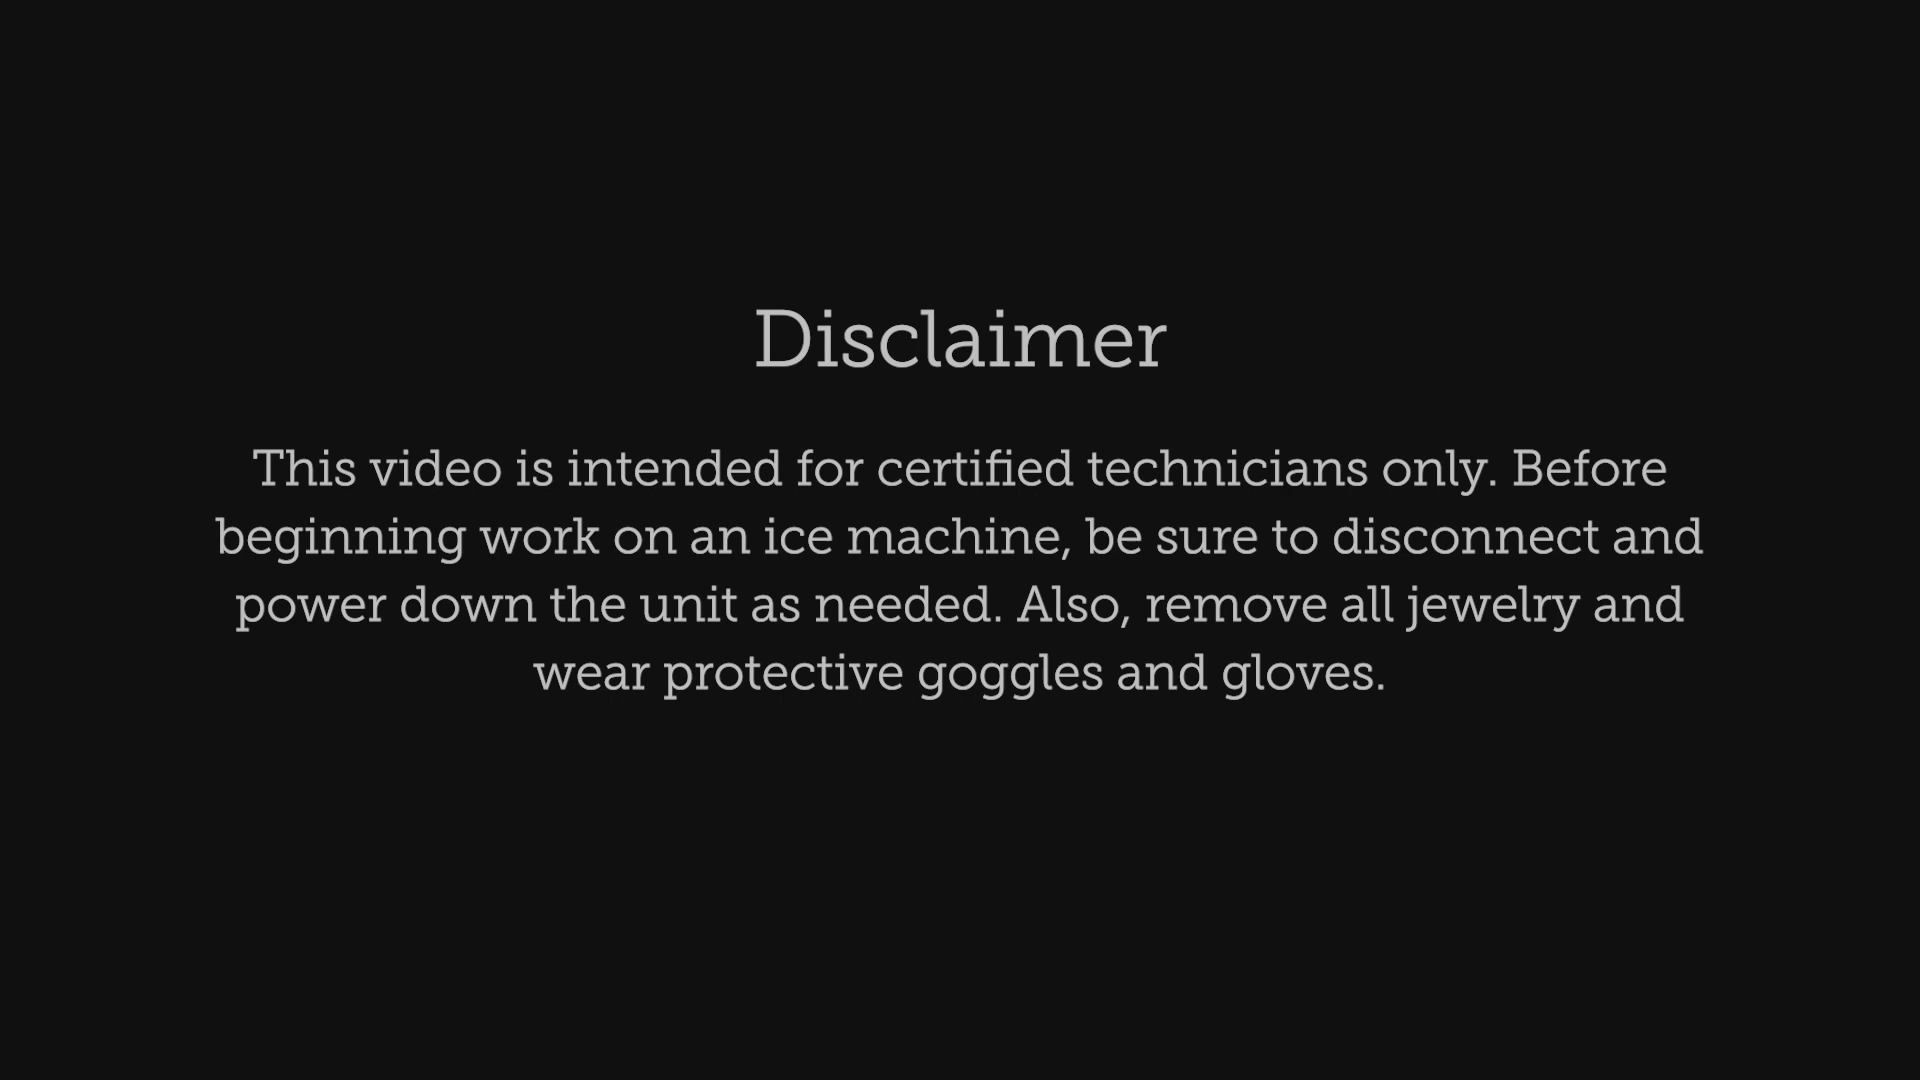 Disclaimer
This video is intended for certified technicians only. Before
beginning work on an ice machine, be sure to disconnect and
power down the unit as needed. Also, remove all jewelry and
wear protective goggles and gloves.